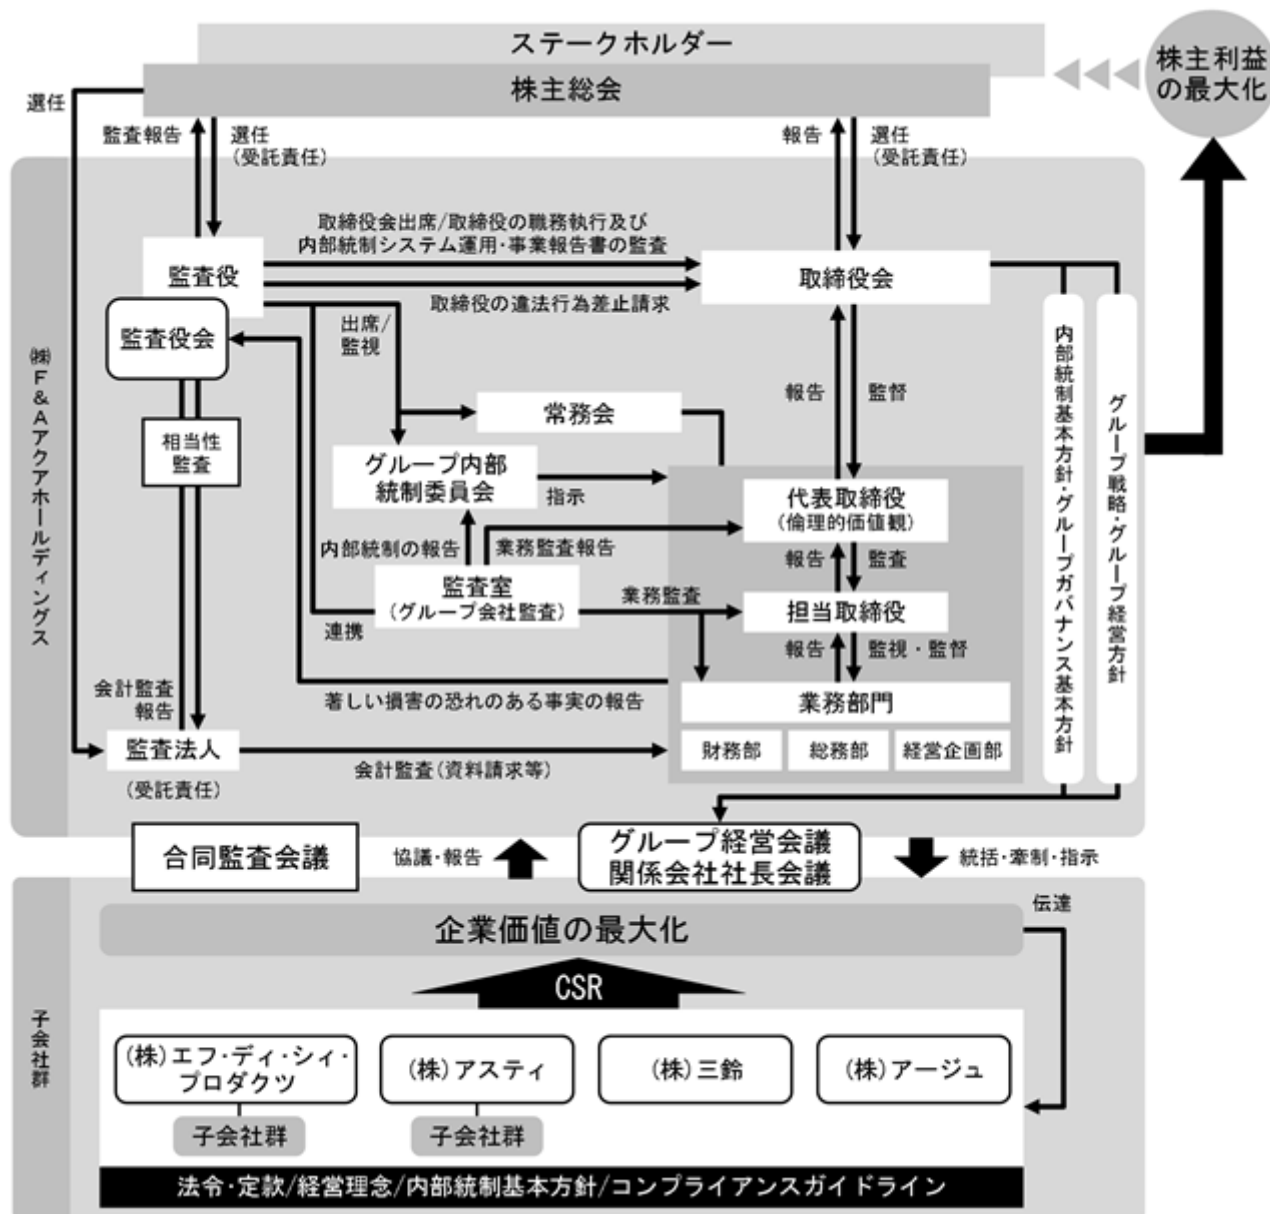 ステークホルダー
株主総会
株主利益
の最大化
選任
監査報告
選任
(受託責任)
報告
選任
(受託責任)
㈱F&Aアクアホールディングス
取締役会出席/取締役の職務執行及び
内部統制システム運用・事業報告書の監査
監査役
取締役会
取締役の違法行為差止請求
監査役会
出席/
監視
内部統制基本方針・グループガバナンス基本方針
グループ戦略・グループ経営方針
報告
監督
常務会
相当性
監査
グループ内部
統制委員会
指示
代表取締役
(倫理的価値観)
内部統制の報告
業務監査報告
報告
監査
監査室
(グループ会社監査)
業務監査
担当取締役
連携
報告
監視・監督
会計監査
報告
著しい損害の恐れのある事実の報告
業務部門
監査法人
(受託責任)
会計監査(資料請求等)
財務部
総務部
経営企画部
合同監査会議
協議・報告
グループ経営会議
関係会社社長会議
統括・牽制・指示
子会社群
企業価値の最大化
伝達
CSR
(株)エフ・ディ・シィ・
プロダクツ
(株)アスティ
(株)三鈴
(株)アージュ
子会社群
子会社群
法令・定款/経営理念/内部統制基本方針/コンプライアンスガイドライン